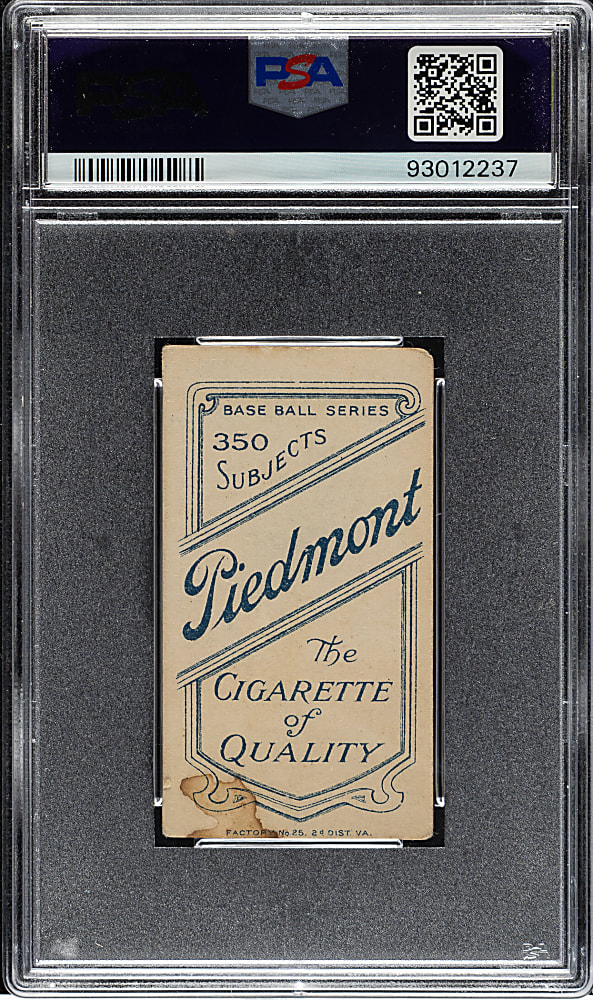 PSA
93012237
BASE BALL SERIES
350
SUBJECTS
Piedmont
The
CIGARETTE
of
QUALITY
FACTORY No. 25. 2d DIST. VA.